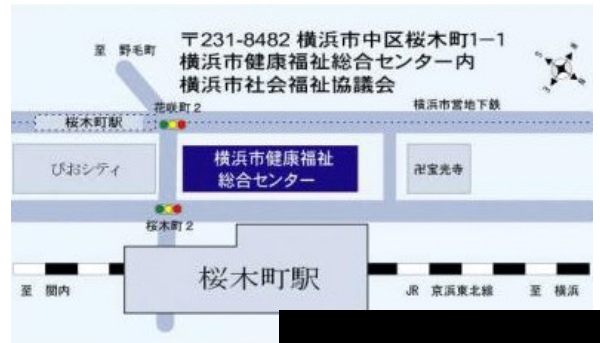 〒231-8482 横浜市中区桜木町1-1
至 野毛町
横浜市健康福祉総合センター内
横浜市社会福祉協議会
花咲町2
横浜市営地下鉄
桜木町駅
ぴおシティ
横浜市健康福祉
総合センター
卍宝光寺
桜木町2
桜木町駅
至 関内
JR 京浜東北線
至 横浜